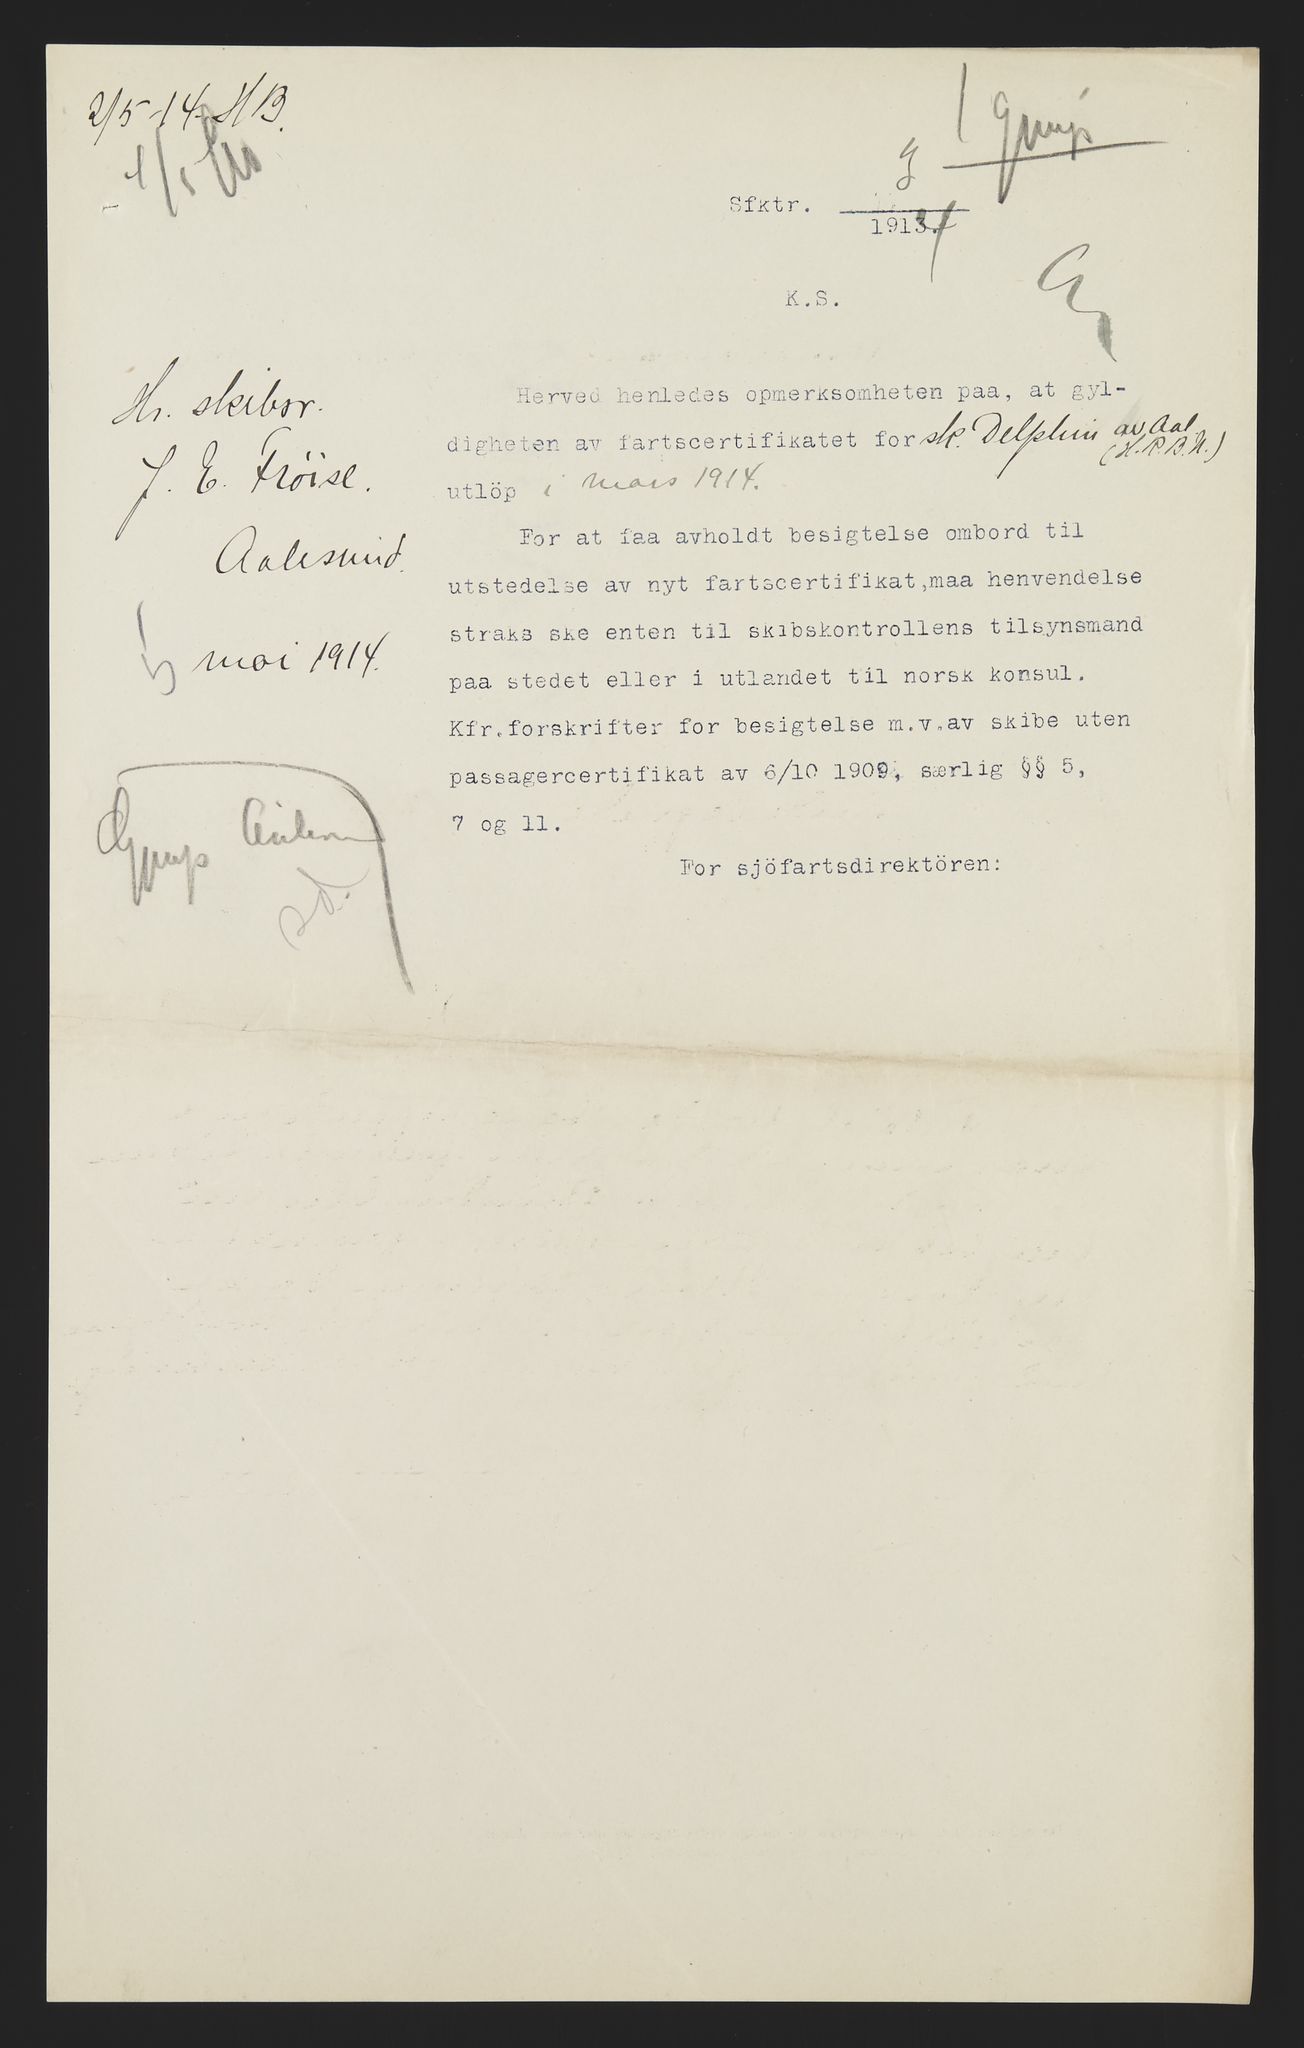 2/5-14. HB.
Sfktr. 
1913.4
K.S.
Hr. skibsr.
J. E. Fröise.
Aalesund.
5 mai 1914.
Herved henledes opmerksomheten paa, at gyl-
digheten av fartscertifikatet for sk. Delphin av Aal
utlöp i mars 1914.
For at faa avholdt besigtelse ombord til
utstedelse av nyt fartscertifikat,maa henvendelse
straks ske enten til skibskontrollens tilsynsmand
paa stedet eller i utlandet til norsk konsul.
Kfr.forskrifter for besigtelse m.v.av skibe uten
passagercertifikat av 6/10 1909, særlig §§ 5,
7 og 11.
For sjöfartsdirektören: